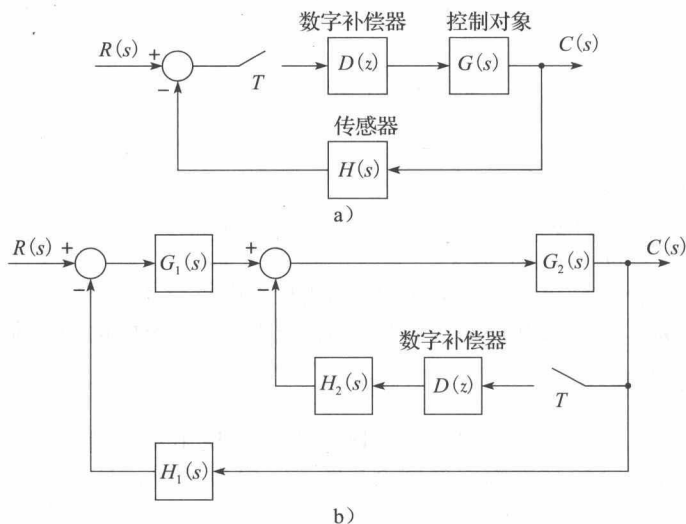 数字补偿器 控制对象
R(s) + T D(z) G(s) C(s)
−
传感器
H(s)
a)
R(s) + G₁(s) + G₂(s) C(s)
− −
数字补偿器
H₂(s) D(z) T
H₁(s)
b)